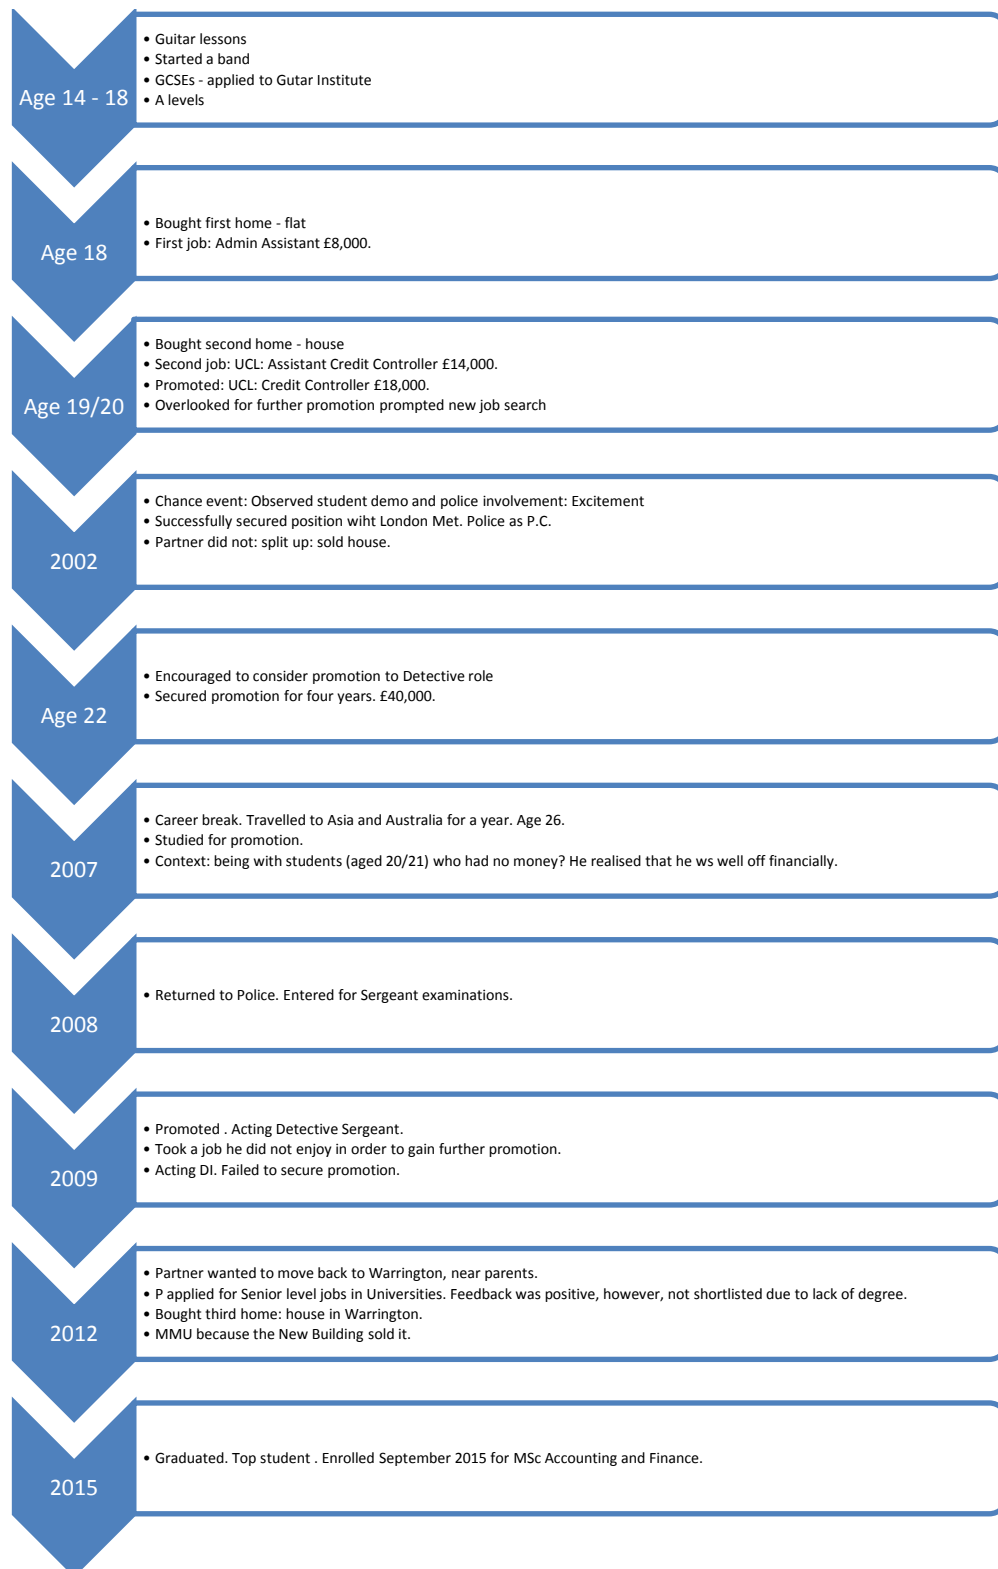 Age 14 - 18
• Guitar lessons
• Started a band
• GCSEs - applied to Gutar Institute
• A levels
Age 18
• Bought first home - flat
• First job: Admin Assistant £8,000.
Age 19/20
• Bought second home - house
• Second job: UCL: Assistant Credit Controller £14,000.
• Promoted: UCL: Credit Controller £18,000.
• Overlooked for further promotion prompted new job search
2002
• Chance event: Observed student demo and police involvement: Excitement
• Successfully secured position wiht London Met. Police as P.C.
• Partner did not: split up: sold house.
Age 22
• Encouraged to consider promotion to Detective role
• Secured promotion for four years. £40,000.
2007
• Career break. Travelled to Asia and Australia for a year. Age 26.
• Studied for promotion.
• Context: being with students (aged 20/21) who had no money? He realised that he ws well off financially.
2008
• Returned to Police. Entered for Sergeant examinations.
2009
• Promoted . Acting Detective Sergeant.
• Took a job he did not enjoy in order to gain further promotion.
• Acting DI. Failed to secure promotion.
2012
• Partner wanted to move back to Warrington, near parents.
• P applied for Senior level jobs in Universities. Feedback was positive, however, not shortlisted due to lack of degree.
• Bought third home: house in Warrington.
• MMU because the New Building sold it.
2015
• Graduated. Top student . Enrolled September 2015 for MSc Accounting and Finance.